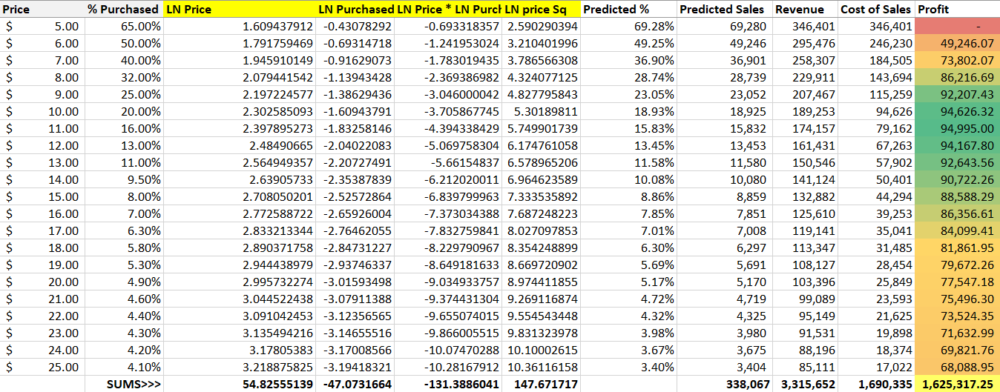 Price % Purchased LN Price LN Purchased LN Price * LN Purcl LN price Sq Predicted % Predicted Sales Revenue Cost of Sales Profit
$ 5.00 65.00% 1.609437912 -0.43078292 -0.693318357 2.590290394 69.28% 69,280 346,401 346,401 -
$ 6.00 50.00% 1.791759469 -0.69314718 -1.241953024 3.210401996 49.25% 49,246 295,476 246,230 49,246.07
$ 7.00 40.00% 1.945910149 -0.91629073 -1.783019435 3.786566308 36.90% 36,901 258,307 184,505 73,802.07
$ 8.00 32.00% 2.079441542 -1.13943428 -2.369386982 4.324077125 28.74% 28,739 229,911 143,694 86,216.69
$ 9.00 25.00% 2.197224577 -1.38629436 -3.046000042 4.827795843 23.05% 23,052 207,467 115,259 92,207.43
$ 10.00 20.00% 2.302585093 -1.60943791 -3.705867745 5.30189811 18.93% 18,925 189,253 94,626 94,626.32
$ 11.00 16.00% 2.397895273 -1.83258146 -4.394338429 5.749901739 15.83% 15,832 174,157 79,162 94,995.00
$ 12.00 13.00% 2.48490665 -2.04022083 -5.069758304 6.174761058 13.45% 13,453 161,431 67,263 94,167.80
$ 13.00 11.00% 2.564949357 -2.20727491 -5.66154837 6.578965206 11.58% 11,580 150,546 57,902 92,643.56
$ 14.00 9.50% 2.63905733 -2.35387839 -6.212020011 6.964623589 10.08% 10,080 141,124 50,401 90,722.26
$ 15.00 8.00% 2.708050201 -2.52572864 -6.839799963 7.333535892 8.86% 8,859 132,882 44,294 88,588.29
$ 16.00 7.00% 2.772588722 -2.65926004 -7.373034388 7.687248223 7.85% 7,851 125,610 39,253 86,356.61
$ 17.00 6.30% 2.833213344 -2.76462055 -7.832759841 8.027097853 7.01% 7,008 119,141 35,041 84,099.41
$ 18.00 5.80% 2.890371758 -2.84731227 -8.229790967 8.354248899 6.30% 6,297 113,347 31,485 81,861.95
$ 19.00 5.30% 2.944438979 -2.93746337 -8.649181633 8.669720902 5.69% 5,691 108,127 28,454 79,672.26
$ 20.00 4.90% 2.995732274 -3.01593498 -9.034933757 8.974411855 5.17% 5,170 103,396 25,849 77,547.18
$ 21.00 4.60% 3.044522438 -3.07911388 -9.374431304 9.269116874 4.72% 4,719 99,089 23,593 75,496.30
$ 22.00 4.40% 3.091042453 -3.12356565 -9.655074015 9.554543448 4.32% 4,325 95,149 21,625 73,524.35
$ 23.00 4.30% 3.135494216 -3.14655516 -9.866005515 9.831323978 3.98% 3,980 91,531 19,898 71,632.99
$ 24.00 4.20% 3.17805383 -3.17008566 -10.07470288 10.10002615 3.67% 3,675 88,196 18,374 69,821.76
$ 25.00 4.10% 3.218875825 -3.19418321 -10.28167912 10.36116158 3.40% 3,404 85,111 17,022 68,088.95
SUMS>>> 54.82555139 -47.0731664 -131.3886041 147.671717 338,067 3,315,652 1,690,335 1,625,317.25